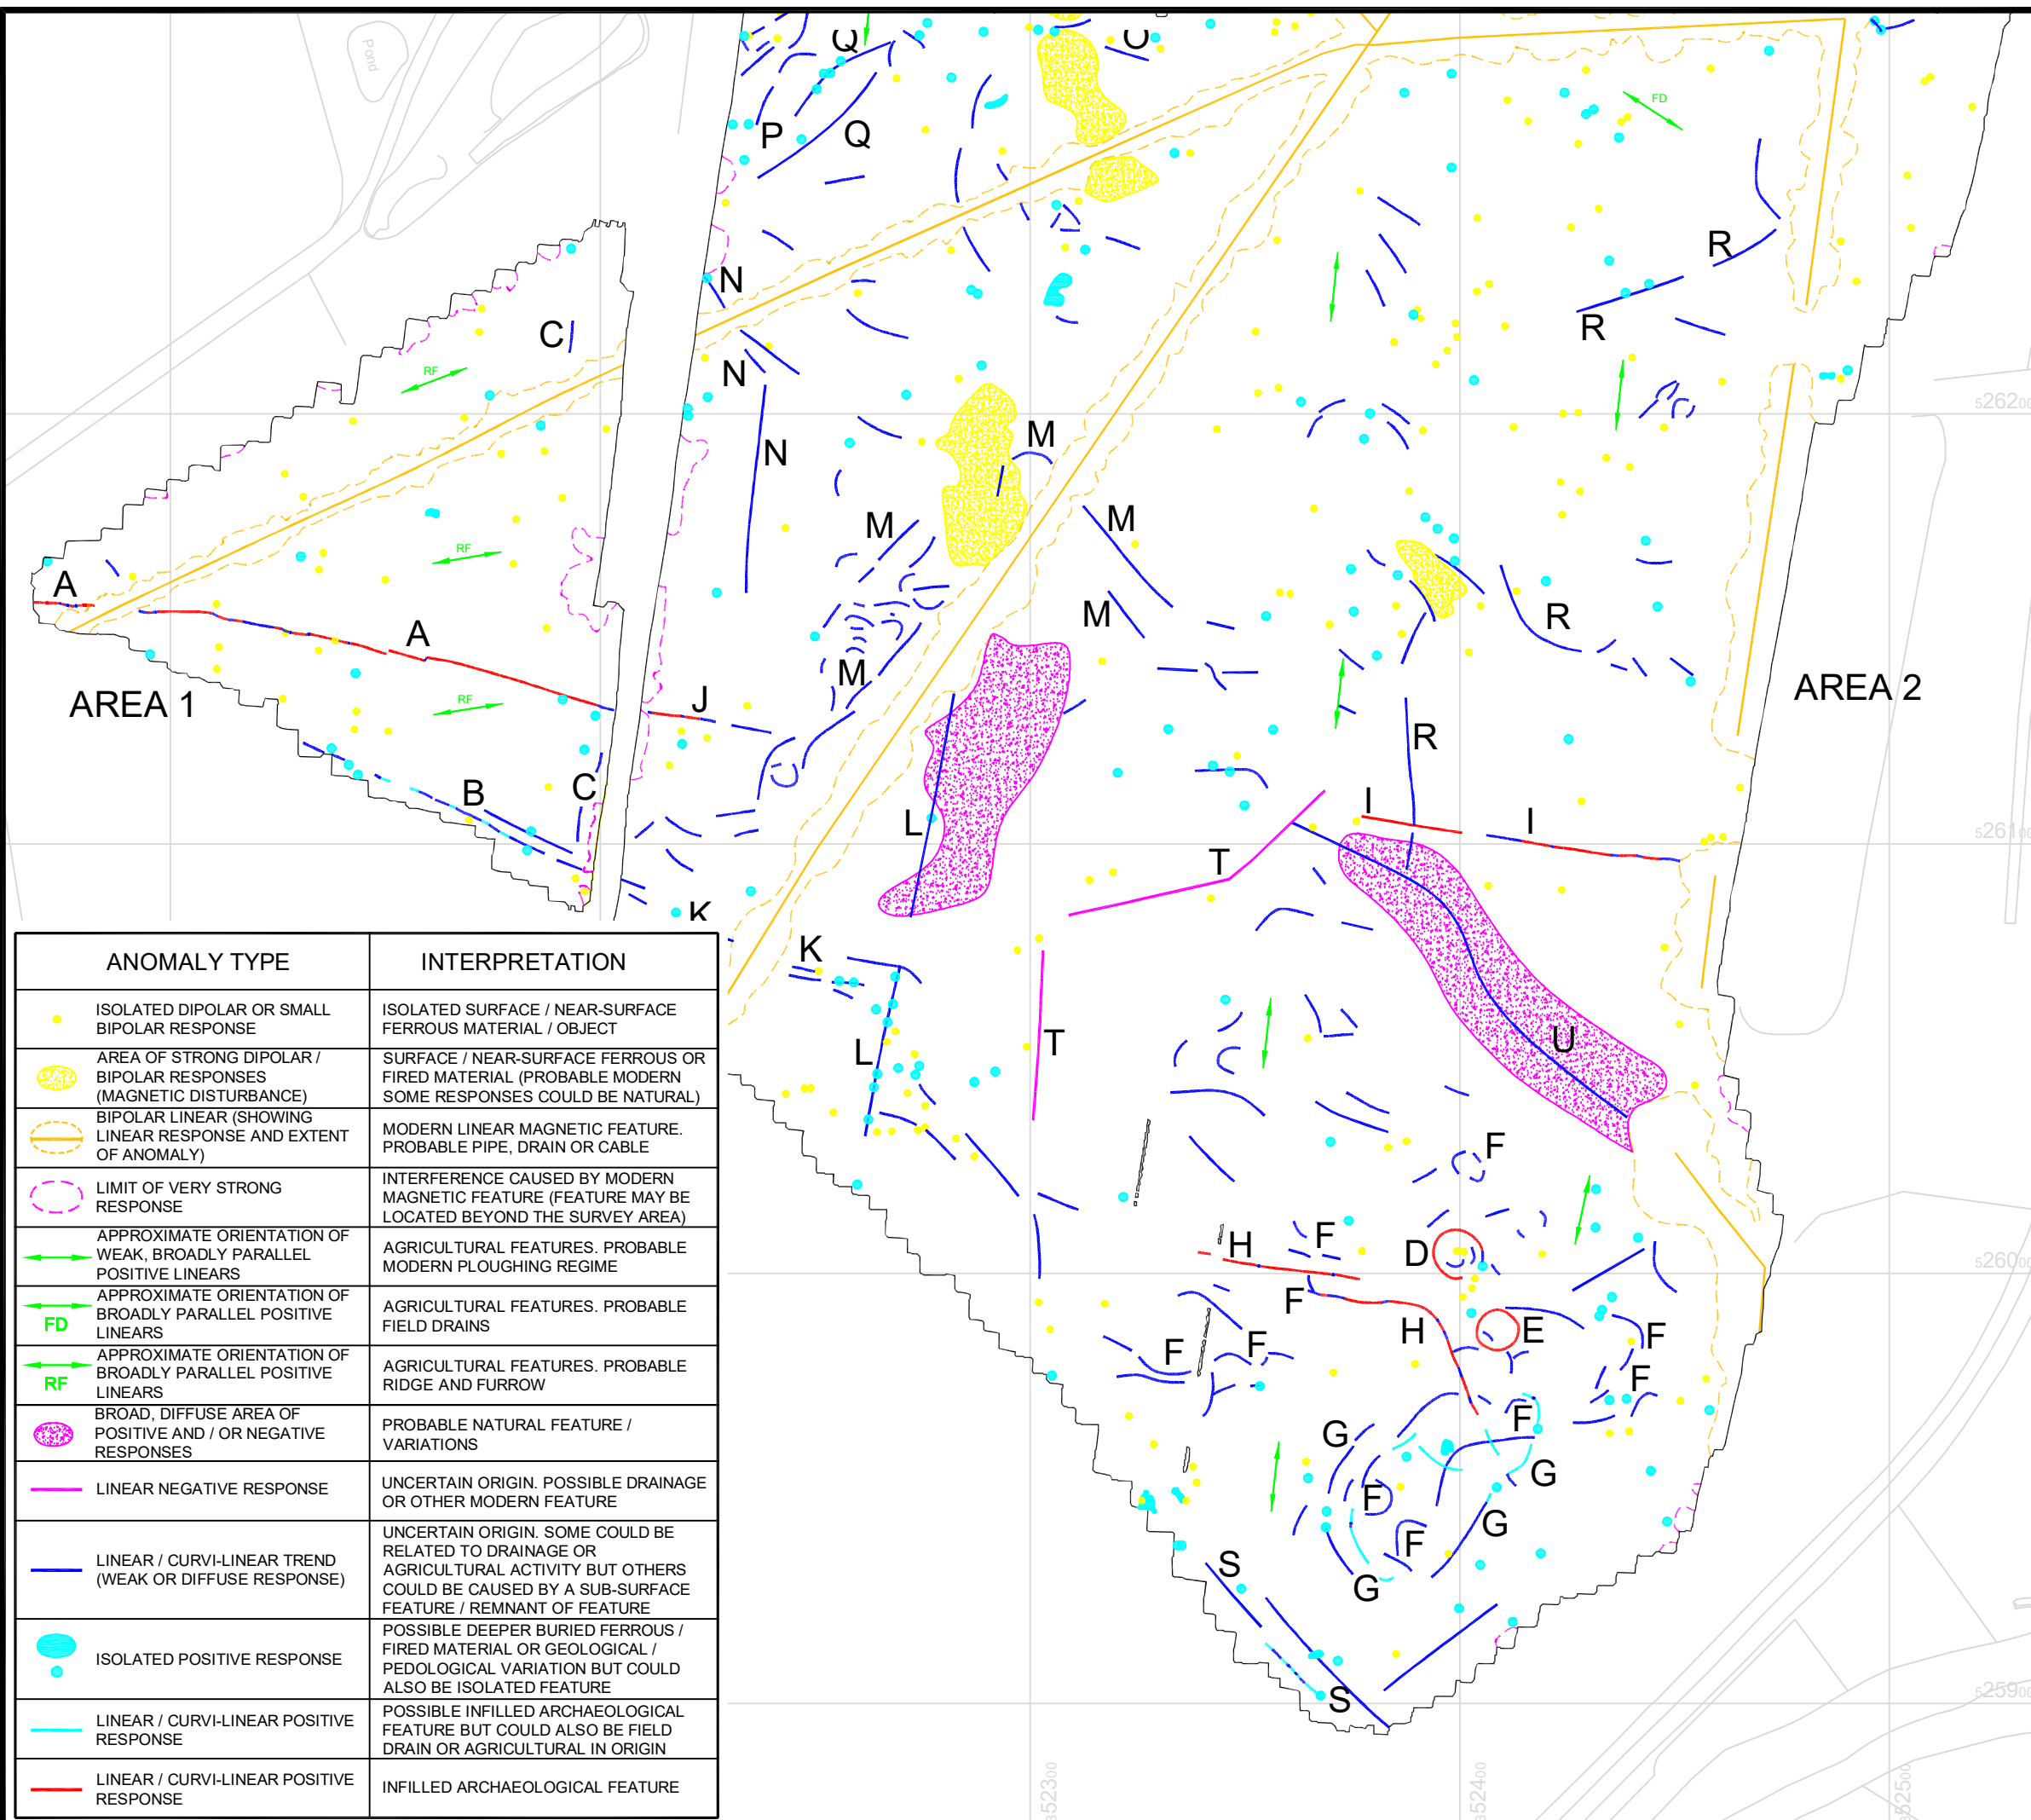 Pond
Q
O
FD
P
Q
R
N
C
R
N
RF
526200
M
N
M
M
RF
A
M
R
A
M
RF
AREA 1
J
AREA 2
R
B
C
I
I
L
526100
T
K
K
T
L
U
F
F
H
D
526000
F
H
E
F
F
F
F
F
G
G
F
G
F
S
G
S
525900
352300
352400
352500
ANOMALY TYPE
INTERPRETATION
ISOLATED DIPOLAR OR SMALL
BIPOLAR RESPONSE
ISOLATED SURFACE / NEAR-SURFACE
FERROUS MATERIAL / OBJECT
AREA OF STRONG DIPOLAR /
BIPOLAR RESPONSES
(MAGNETIC DISTURBANCE)
SURFACE / NEAR-SURFACE FERROUS OR
FIRED MATERIAL (PROBABLE MODERN
SOME RESPONSES COULD BE NATURAL)
BIPOLAR LINEAR (SHOWING
LINEAR RESPONSE AND EXTENT
OF ANOMALY)
MODERN LINEAR MAGNETIC FEATURE.
PROBABLE PIPE, DRAIN OR CABLE
LIMIT OF VERY STRONG
RESPONSE
INTERFERENCE CAUSED BY MODERN
MAGNETIC FEATURE (FEATURE MAY BE
LOCATED BEYOND THE SURVEY AREA)
APPROXIMATE ORIENTATION OF
WEAK, BROADLY PARALLEL
POSITIVE LINEARS
AGRICULTURAL FEATURES. PROBABLE
MODERN PLOUGHING REGIME
APPROXIMATE ORIENTATION OF
BROADLY PARALLEL POSITIVE
LINEARS
FD
AGRICULTURAL FEATURES. PROBABLE
FIELD DRAINS
APPROXIMATE ORIENTATION OF
BROADLY PARALLEL POSITIVE
LINEARS
RF
AGRICULTURAL FEATURES. PROBABLE
RIDGE AND FURROW
BROAD, DIFFUSE AREA OF
POSITIVE AND / OR NEGATIVE
RESPONSES
PROBABLE NATURAL FEATURE /
VARIATIONS
LINEAR NEGATIVE RESPONSE
UNCERTAIN ORIGIN. POSSIBLE DRAINAGE
OR OTHER MODERN FEATURE
LINEAR / CURVI-LINEAR TREND
(WEAK OR DIFFUSE RESPONSE)
UNCERTAIN ORIGIN. SOME COULD BE
RELATED TO DRAINAGE OR
AGRICULTURAL ACTIVITY BUT OTHERS
COULD BE CAUSED BY A SUB-SURFACE
FEATURE / REMNANT OF FEATURE
ISOLATED POSITIVE RESPONSE
POSSIBLE DEEPER BURIED FERROUS /
FIRED MATERIAL OR GEOLOGICAL /
PEDOLOGICAL VARIATION BUT COULD
ALSO BE ISOLATED FEATURE
LINEAR / CURVI-LINEAR POSITIVE
RESPONSE
POSSIBLE INFILLED ARCHAEOLOGICAL
FEATURE BUT COULD ALSO BE FIELD
DRAIN OR AGRICULTURAL IN ORIGIN
LINEAR / CURVI-LINEAR POSITIVE
RESPONSE
INFILLED ARCHAEOLOGICAL FEATURE